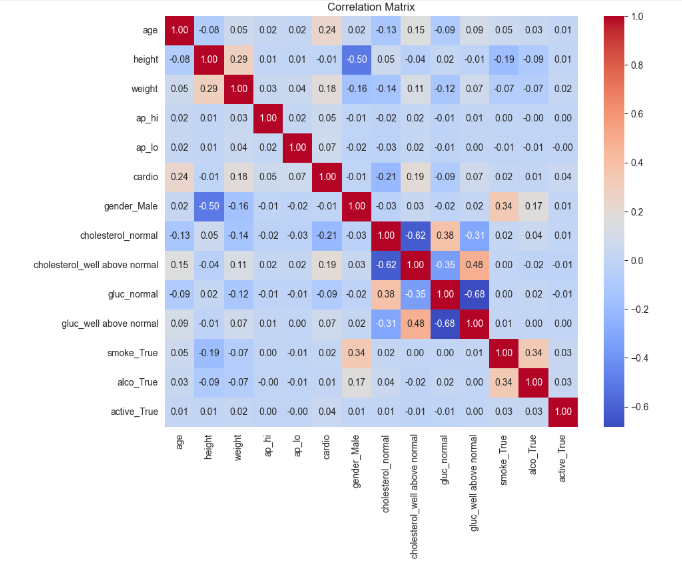 Correlation Matrix
age 1.00 -0.08 0.05 0.02 0.02 0.24 0.02 -0.13 0.15 -0.09 0.09 0.05 0.03 0.01
height -0.08 1.00 0.29 0.01 0.01 -0.01 -0.50 0.05 -0.04 0.02 -0.01 -0.19 -0.09 0.01
weight 0.05 0.29 1.00 0.03 0.04 0.18 -0.16 -0.14 0.11 -0.12 0.07 -0.07 -0.07 0.02
ap_hi 0.02 0.01 0.03 1.00 0.02 0.05 -0.01 -0.02 0.02 -0.01 0.01 0.00 -0.00 0.00
ap_lo 0.02 0.01 0.04 0.02 1.00 0.07 -0.02 -0.03 0.02 -0.01 0.00 -0.01 -0.01 -0.00
cardio 0.24 -0.01 0.18 0.05 0.07 1.00 -0.01 -0.21 0.19 -0.09 0.07 0.02 0.01 0.04
gender_Male 0.02 -0.50 -0.16 -0.01 -0.02 -0.01 1.00 -0.03 0.03 -0.02 0.02 0.34 0.17 0.01
cholesterol_normal -0.13 0.05 -0.14 -0.02 -0.03 -0.21 -0.03 1.00 -0.62 0.38 -0.31 0.02 0.04 0.01
cholesterol_well above normal 0.15 -0.04 0.11 0.02 0.02 0.19 0.03 -0.62 1.00 -0.35 0.48 0.00 -0.02 -0.01
gluc_normal -0.09 0.02 -0.12 -0.01 -0.01 -0.09 -0.02 0.38 -0.35 1.00 -0.68 0.00 0.02 -0.01
gluc_well above normal 0.09 -0.01 0.07 0.01 0.00 0.07 0.02 -0.31 0.48 -0.68 1.00 0.01 0.00 0.00
smoke_True 0.05 -0.19 -0.07 0.00 -0.01 0.02 0.34 0.02 0.00 0.00 0.01 1.00 0.34 0.03
alco_True 0.03 -0.09 -0.07 -0.00 -0.01 0.01 0.17 0.04 -0.02 0.02 0.00 0.34 1.00 0.03
active_True 0.01 0.01 0.02 0.00 -0.00 0.04 0.01 0.01 -0.01 -0.01 0.00 0.03 0.03 1.00
age
height
weight
ap_hi
ap_lo
cardio
gender_Male
cholesterol_normal
cholesterol_well above normal
gluc_normal
gluc_well above normal
smoke_True
alco_True
active_True
1.0
0.8
0.6
0.4
0.2
0.0
−0.2
−0.4
−0.6